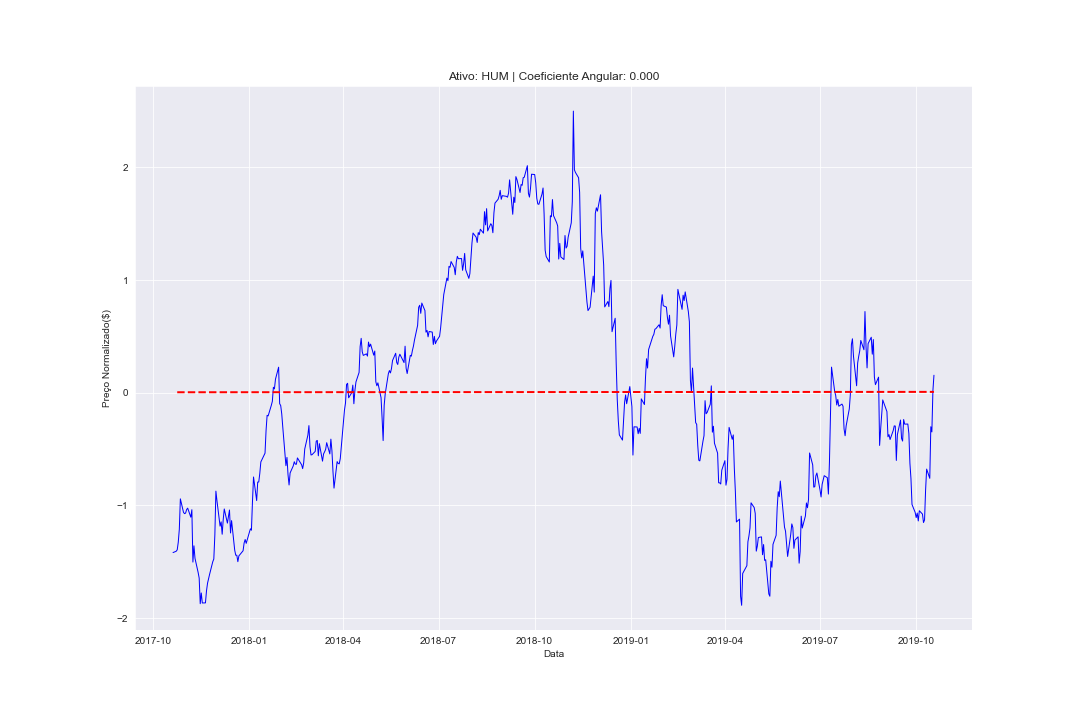 Ativo: HUM | Coeficiente Angular: 0.000
Preço Normalizado($)
2
1
0
−1
−2
2017-10 2018-01 2018-04 2018-07 2018-10 2019-01 2019-04 2019-07 2019-10
Data